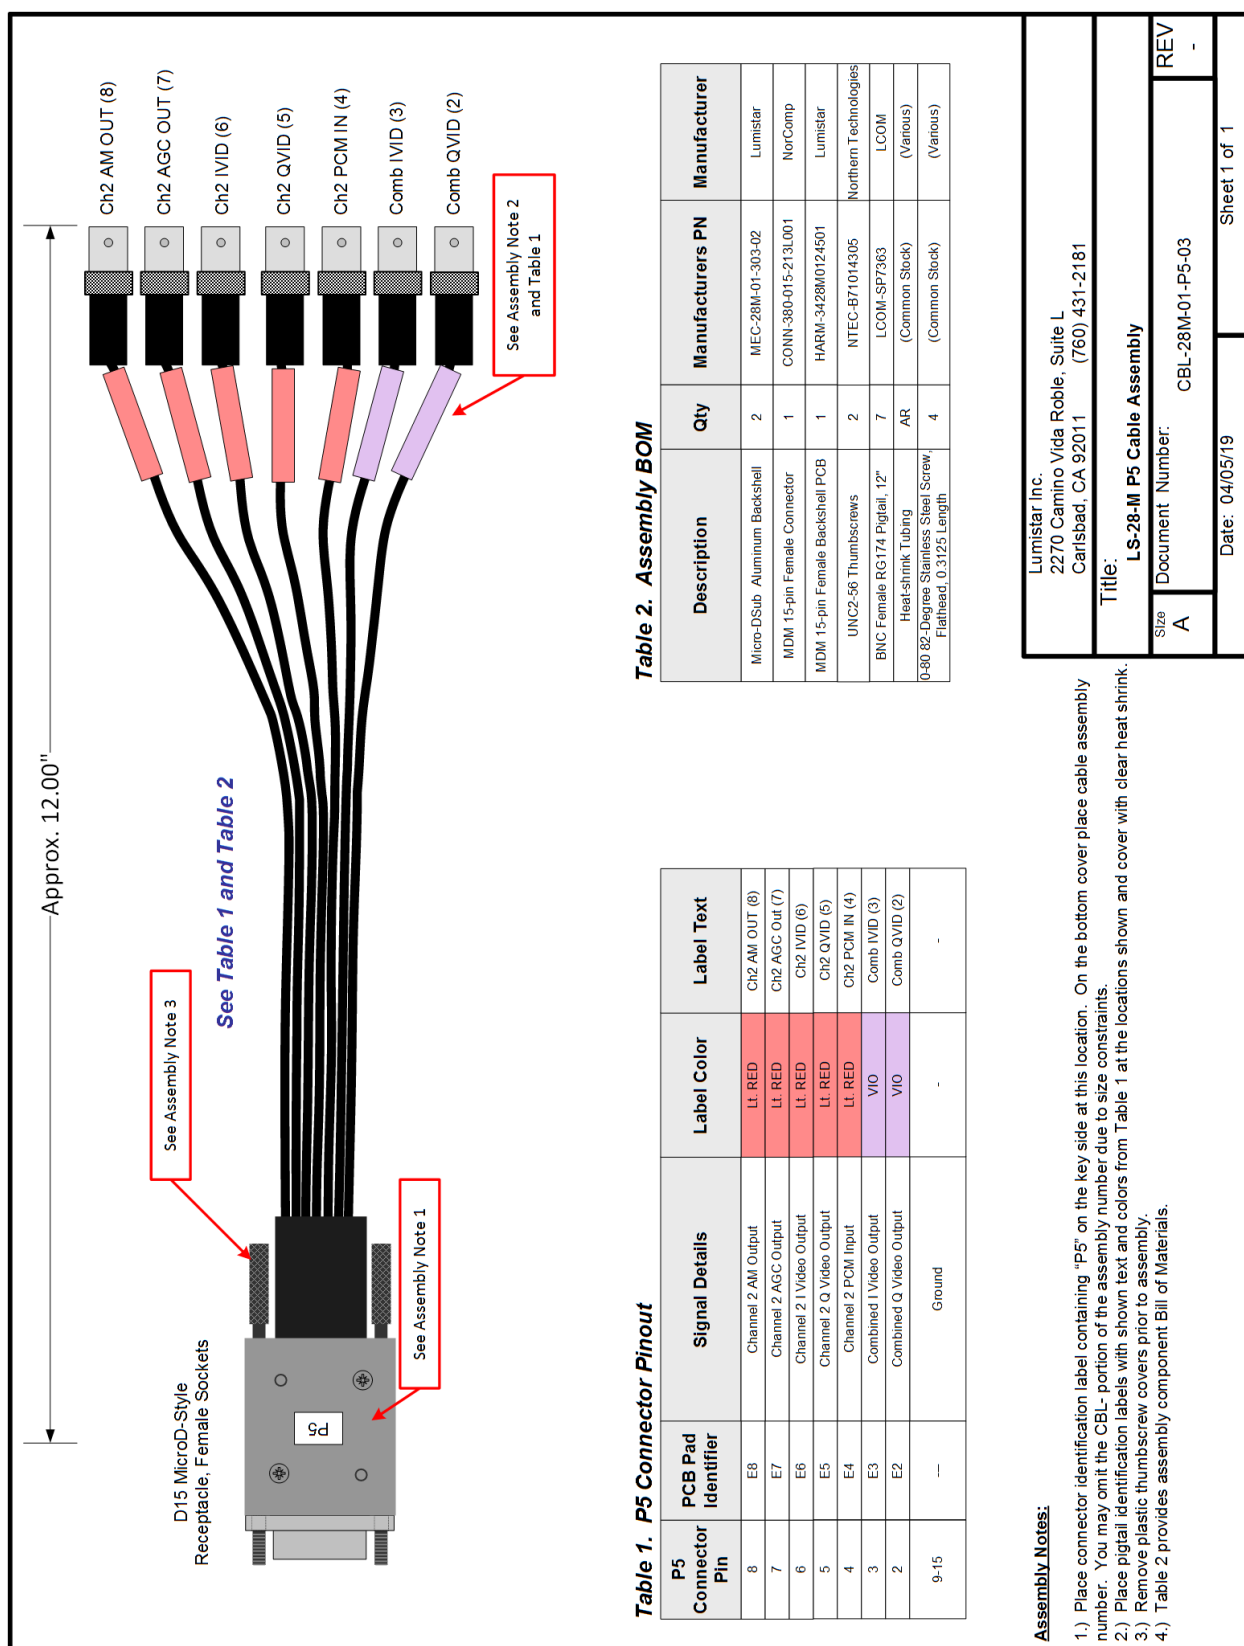 Approx. 12.00"
D15 MicroD-Style
Receptacle, Female Sockets
See Assembly Note 3
See Table 1 and Table 2
P5
See Assembly Note 1
Ch2 AM OUT (8)
Ch2 AGC OUT (7)
Ch2 IVID (6)
Ch2 QVID (5)
Ch2 PCM IN (4)
Comb IVID (3)
Comb QVID (2)
See Assembly Note 2
and Table 1
Table 1. P5 Connector Pinout
P5 Connector Pin PCB Pad Identifier Signal Details Label Color Label Text
8 E8 Channel 2 AM Output Lt. RED Ch2 AM OUT (8)
7 E7 Channel 2 AGC Output Lt. RED Ch2 AGC Out (7)
6 E6 Channel 2 I Video Output Lt. RED Ch2 IVID (6)
5 E5 Channel 2 Q Video Output Lt. RED Ch2 QVID (5)
4 E4 Channel 2 PCM Input Lt. RED Ch2 PCM IN (4)
3 E3 Combined I Video Output VIO Comb IVID (3)
2 E2 Combined Q Video Output VIO Comb QVID (2)
9-15 --- Ground - -
Table 2. Assembly BOM
Description Qty Manufacturers PN Manufacturer
Micro-DSub Aluminum Backshell 2 MEC-28M-01-303-02 Lumistar
MDM 15-pin Female Connector 1 CONN-380-015-213L001 NorComp
MDM 15-pin Female Backshell PCB 1 HARM-3428M0124501 Lumistar
UNC2-56 Thumbscrews 2 NTEC-B71014305 Northern Technologies
BNC Female RG174 Pigtail, 12" 7 LCOM-SP7363 LCOM
Heat-shrink Tubing AR (Common Stock) (Various)
0-80 82-Degree Stainless Steel Screw, Flathead, 0.3125 Length 4 (Common Stock) (Various)
Assembly Notes:
1.) Place connector identification label containing “P5” on the key side at this location. On the bottom cover place cable assembly
number. You may omit the CBL- portion of the assembly number due to size constraints.
2.) Place pigtail identification labels with shown text and colors from Table 1 at the locations shown and cover with clear heat shrink.
3.) Remove plastic thumbscrew covers prior to assembly.
4.) Table 2 provides assembly component Bill of Materials.
Lumistar Inc.
2270 Camino Vida Roble, Suite L
Carlsbad, CA 92011 (760) 431-2181
Title:
LS-28-M P5 Cable Assembly
Size
A
Document Number:
CBL-28M-01-P5-03
REV
-
Date: 04/05/19
Sheet 1 of 1